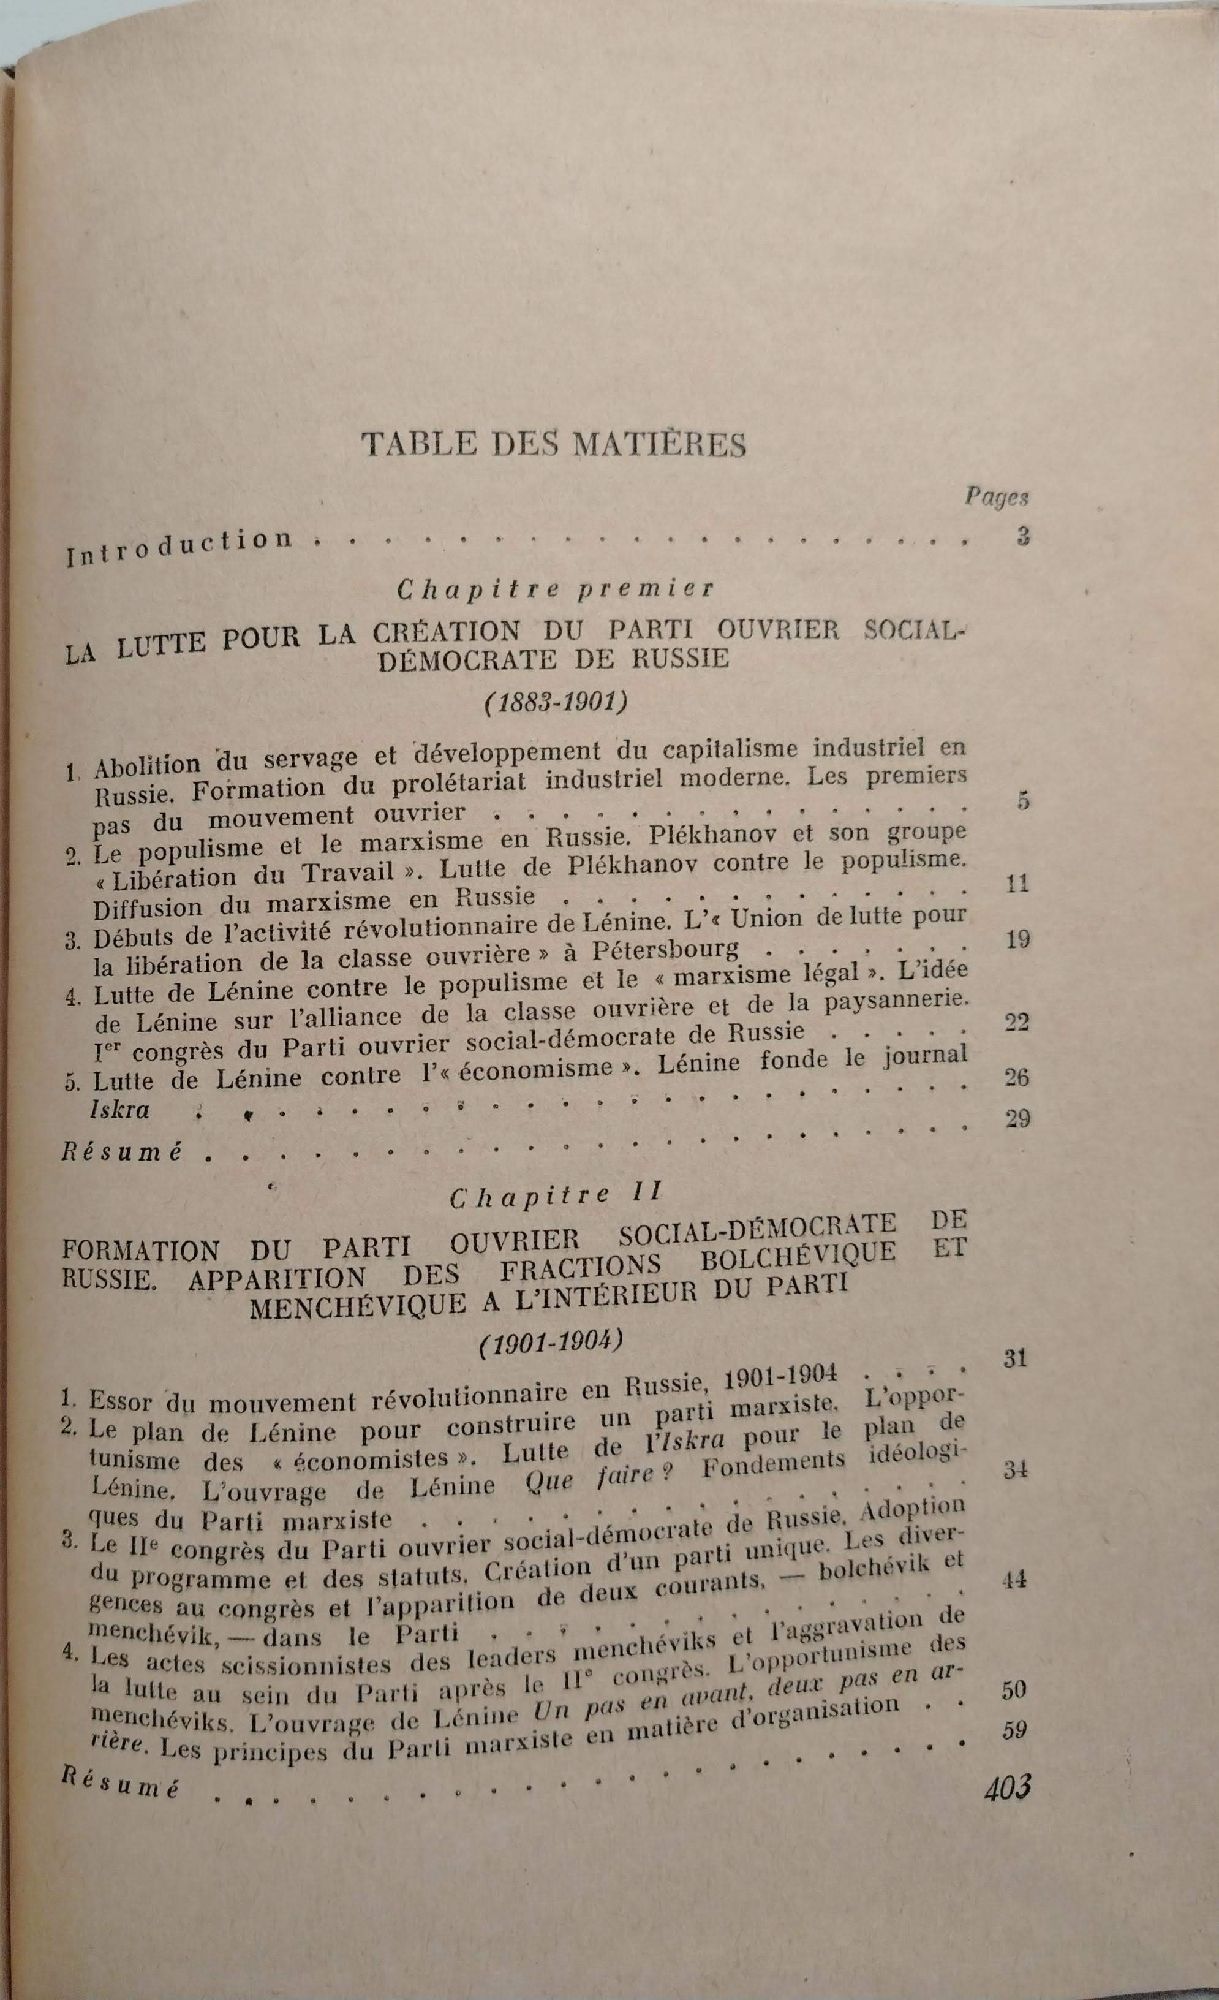 TABLE DES MATIÈRES
Pages
Introduction . . . . . . . . . . . . . . . . . . . . 3
Chapitre premier
LA LUTTE POUR LA CRÉATION DU PARTI OUVRIER SOCIAL-
DÉMOCRATE DE RUSSIE
(1883-1901)
1. Abolition du servage et développement du capitalisme industriel en
Russie. Formation du prolétariat industriel moderne. Les premiers
pas du mouvement ouvrier . . . . . . . . . . . . . . 5
2. Le populisme et le marxisme en Russie. Plékhanov et son groupe
« Libération du Travail ». Lutte de Plékhanov contre le populisme.
Diffusion du marxisme en Russie . . . . . . . . . . . . 11
3. Débuts de l'activité révolutionnaire de Lénine. L'« Union de lutte pour
la libération de la classe ouvrière » à Pétersbourg . . . . . . 19
4. Lutte de Lénine contre le populisme et le « marxisme légal ». L'idée
de Lénine sur l'alliance de la classe ouvrière et de la paysannerie.
Ier congrès du Parti ouvrier social-démocrate de Russie . . . . . 22
5. Lutte de Lénine contre l'« économisme ». Lénine fonde le journal
Iskra . . . . . . . . . . . . . . . . . . . . . . 26
Résumé . . . . . . . . . . . . . . . . . . . . . . 29
Chapitre II
FORMATION DU PARTI OUVRIER SOCIAL-DÉMOCRATE DE
RUSSIE. APPARITION DES FRACTIONS BOLCHÉVIQUE ET
MENCHÉVIQUE A L'INTÉRIEUR DU PARTI
(1901-1904)
1. Essor du mouvement révolutionnaire en Russie, 1901-1904 . . . . 31
2. Le plan de Lénine pour construire un parti marxiste. L'oppor-
tunisme des « économistes ». Lutte de l'Iskra pour le plan de
Lénine. L'ouvrage de Lénine Que faire ? Fondements idéologi-
ques du Parti marxiste . . . . . . . . . . . . . . . . 34
3. Le IIe congrès du Parti ouvrier social-démocrate de Russie. Adoption
du programme et des statuts. Création d'un parti unique. Les diver-
gences au congrès et l'apparition de deux courants, — bolchévik et
menchévik, — dans le Parti . . . . . . . . . . . . . . 44
4. Les actes scissionnistes des leaders menchéviks et l'aggravation de
la lutte au sein du Parti après le IIe congrès. L'opportunisme des
menchéviks. L'ouvrage de Lénine Un pas en avant, deux pas en ar-
rière. Les principes du Parti marxiste en matière d'organisation . . 50
Résumé . . . . . . . . . . . . . . . . . . . . . . 59
403